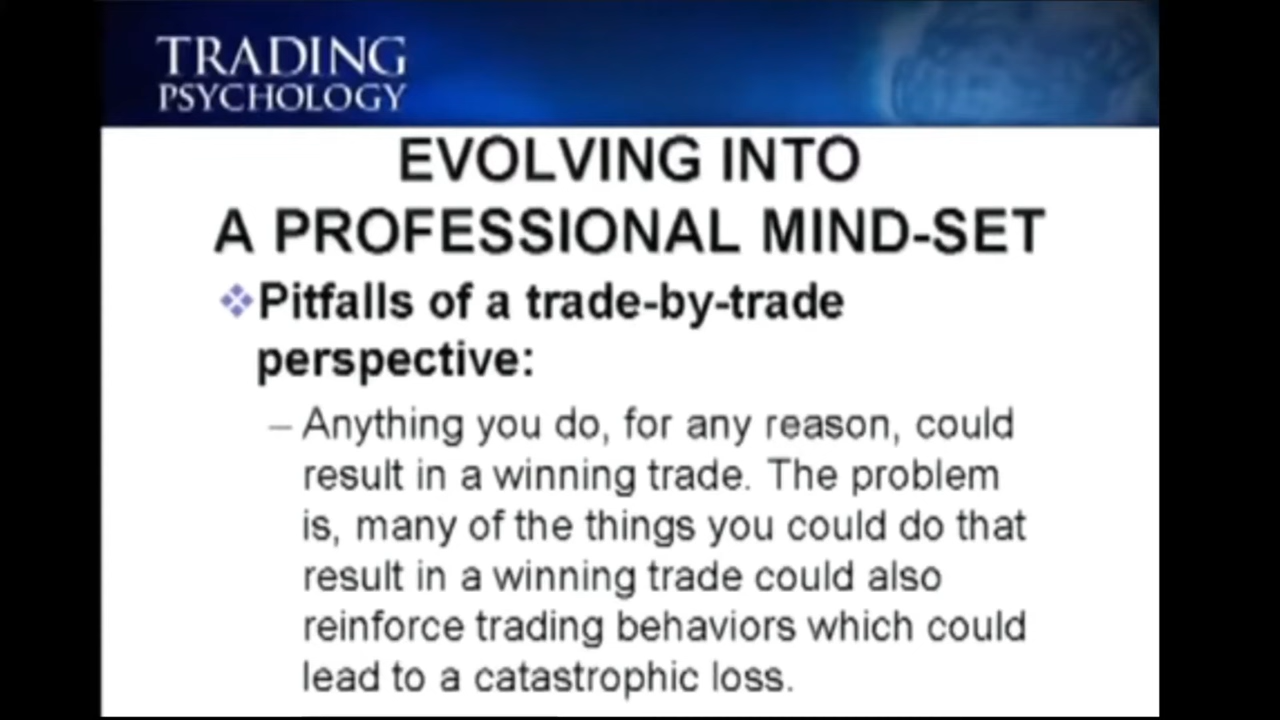 TRADING
PSYCHOLOGY
EVOLVING INTO
A PROFESSIONAL MIND-SET
Pitfalls of a trade-by-trade
perspective:
– Anything you do, for any reason, could
result in a winning trade. The problem
is, many of the things you could do that
result in a winning trade could also
reinforce trading behaviors which could
lead to a catastrophic loss.